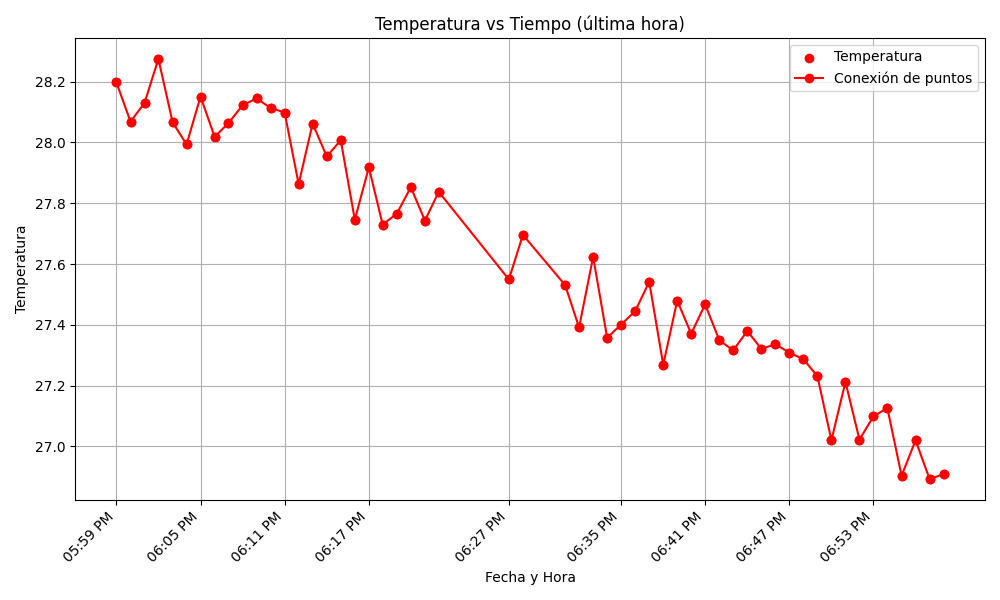 Temperatura vs Tiempo (última hora)
Temperatura
Conexión de puntos
Temperatura
28.2
28.0
27.8
27.6
27.4
27.2
27.0
05:59 PM
06:05 PM
06:11 PM
06:17 PM
06:27 PM
06:35 PM
06:41 PM
06:47 PM
06:53 PM
Fecha y Hora